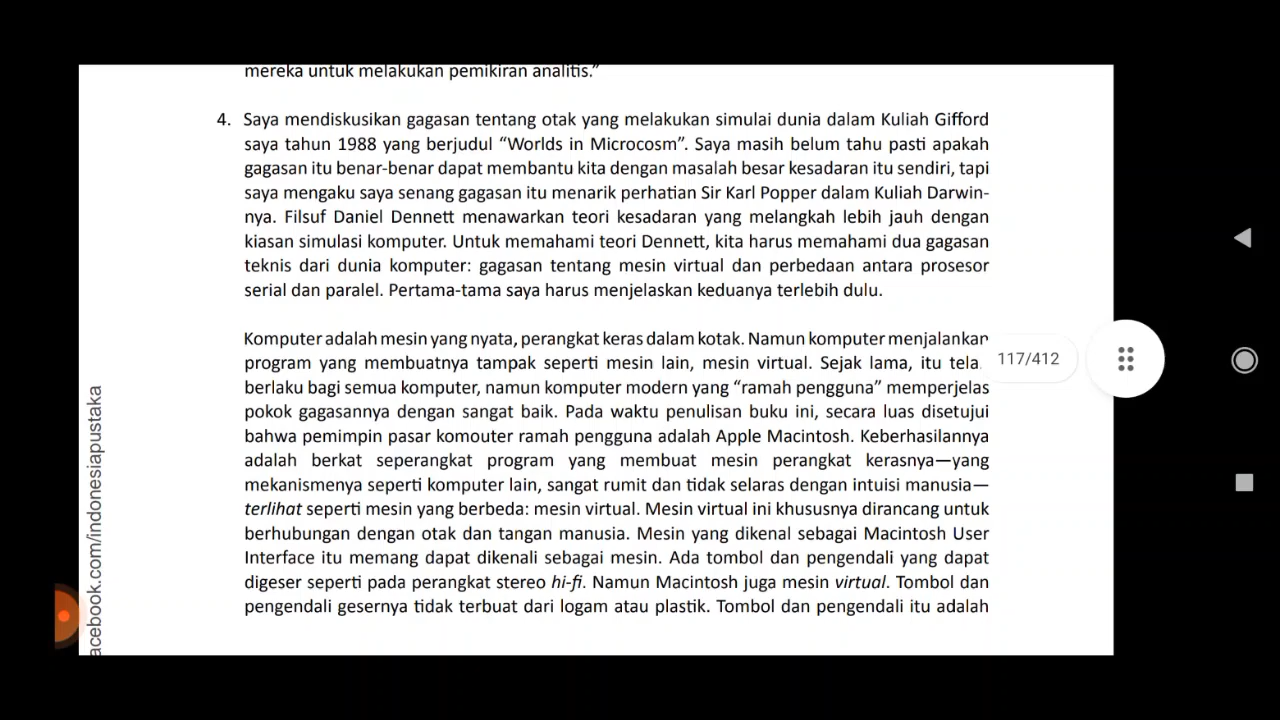 mereka untuk melakukan pemikiran analitis.”
4. Saya mendiskusikan gagasan tentang otak yang melakukan simulai dunia dalam Kuliah Gifford
saya tahun 1988 yang berjudul “Worlds in Microcosm”. Saya masih belum tahu pasti apakah
gagasan itu benar-benar dapat membantu kita dengan masalah besar kesadaran itu sendiri, tapi
saya mengaku saya senang gagasan itu menarik perhatian Sir Karl Popper dalam Kuliah Darwin-
nya. Filsuf Daniel Dennett menawarkan teori kesadaran yang melangkah lebih jauh dengan
kiasan simulasi komputer. Untuk memahami teori Dennett, kita harus memahami dua gagasan
teknis dari dunia komputer: gagasan tentang mesin virtual dan perbedaan antara prosesor
serial dan paralel. Pertama-tama saya harus menjelaskan keduanya terlebih dulu.
Komputer adalah mesin yang nyata, perangkat keras dalam kotak. Namun komputer menjalankan
program yang membuatnya tampak seperti mesin lain, mesin virtual. Sejak lama, itu tela
berlaku bagi semua komputer, namun komputer modern yang “ramah pengguna” memperjelas
pokok gagasannya dengan sangat baik. Pada waktu penulisan buku ini, secara luas disetujui
bahwa pemimpin pasar komouter ramah pengguna adalah Apple Macintosh. Keberhasilannya
adalah berkat seperangkat program yang membuat mesin perangkat kerasnya—yang
mekanismenya seperti komputer lain, sangat rumit dan tidak selaras dengan intuisi manusia—
terlihat seperti mesin yang berbeda: mesin virtual. Mesin virtual ini khususnya dirancang untuk
berhubungan dengan otak dan tangan manusia. Mesin yang dikenal sebagai Macintosh User
Interface itu memang dapat dikenali sebagai mesin. Ada tombol dan pengendali yang dapat
digeser seperti pada perangkat stereo hi-fi. Namun Macintosh juga mesin virtual. Tombol dan
pengendali gesernya tidak terbuat dari logam atau plastik. Tombol dan pengendali itu adalah
117/412
acebook.com/indonesiapustaka